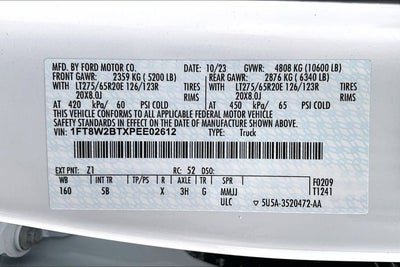 MFD. BY FORD MOTOR CO. 10/23 GVWR: 4808 KG (10600 LB)
FRONT GAWR: 2359 KG ( 5200 LB) REAR GAWR: 2876 KG ( 6340 LB)
WITH LT275/65R20E 126/123R TIRES WITH LT275/65R20E 126/123R TIRES
20X8.0J RIMS 20X8.0J RIMS
AT 420 kPa/ 60 PSI COLD AT 450 kPa/ 65 PSI COLD
THIS VEHICLE CONFORMS TO ALL APPLICABLE FEDERAL MOTOR VEHICLE
SAFETY STANDARDS IN EFFECT ON THE DATE OF MANUFACTURE SHOWN ABOVE.
VIN: 1FT8W2BTXPEE02612 TYPE: Truck
EXT PNT: Z1 RC: 52 DSO:
WB INT TR TP/PS R AXLE TR SPR F0209
160 5B X 3H G MMJJ T1241
ULC 5U5A-3520472-AA